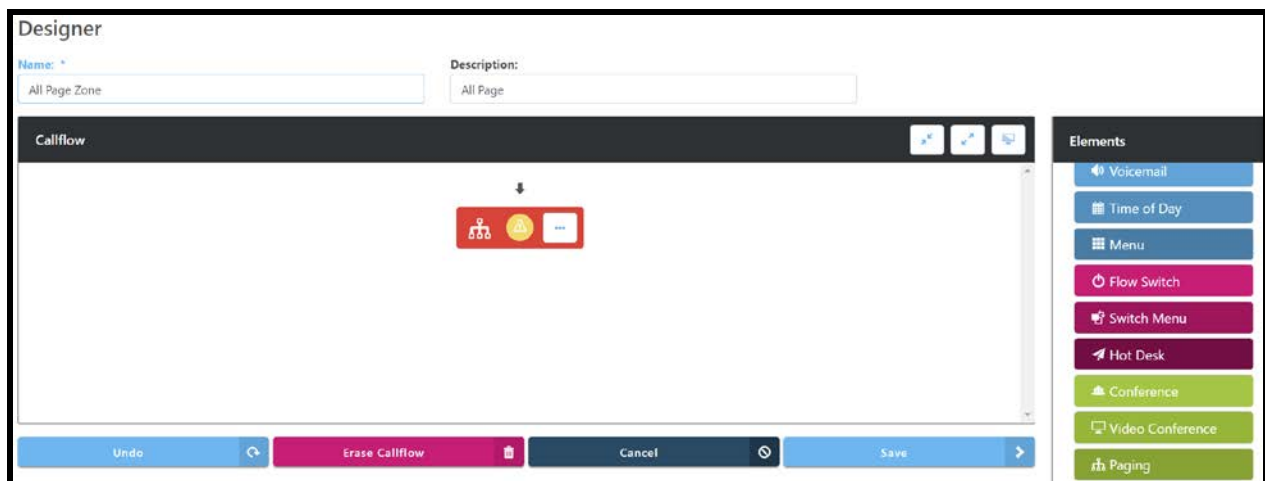 Designer
Name: * Description:
All Page Zone All Page
Callflow Elements
Voicemail
Time of Day
Menu
Flow Switch
Switch Menu
Hot Desk
Conference
Video Conference
Paging
Undo Erase Callflow Cancel Save